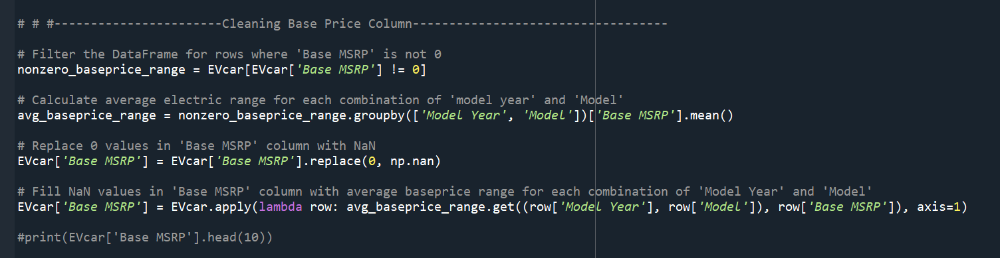 # # #-----------------------Cleaning Base Price Column-----------------------------------
# Filter the DataFrame for rows where 'Base MSRP' is not 0
nonzero_baseprice_range = EVcar[EVcar['Base MSRP'] != 0]
# Calculate average electric range for each combination of 'model year' and 'Model'
avg_baseprice_range = nonzero_baseprice_range.groupby(['Model Year', 'Model'])['Base MSRP'].mean()
# Replace 0 values in 'Base MSRP' column with NaN
EVcar['Base MSRP'] = EVcar['Base MSRP'].replace(0, np.nan)
# Fill NaN values in 'Base MSRP' column with average baseprice range for each combination of 'Model Year' and 'Model'
EVcar['Base MSRP'] = EVcar.apply(lambda row: avg_baseprice_range.get((row['Model Year'], row['Model']), row['Base MSRP']), axis=1)
#print(EVcar['Base MSRP'].head(10))